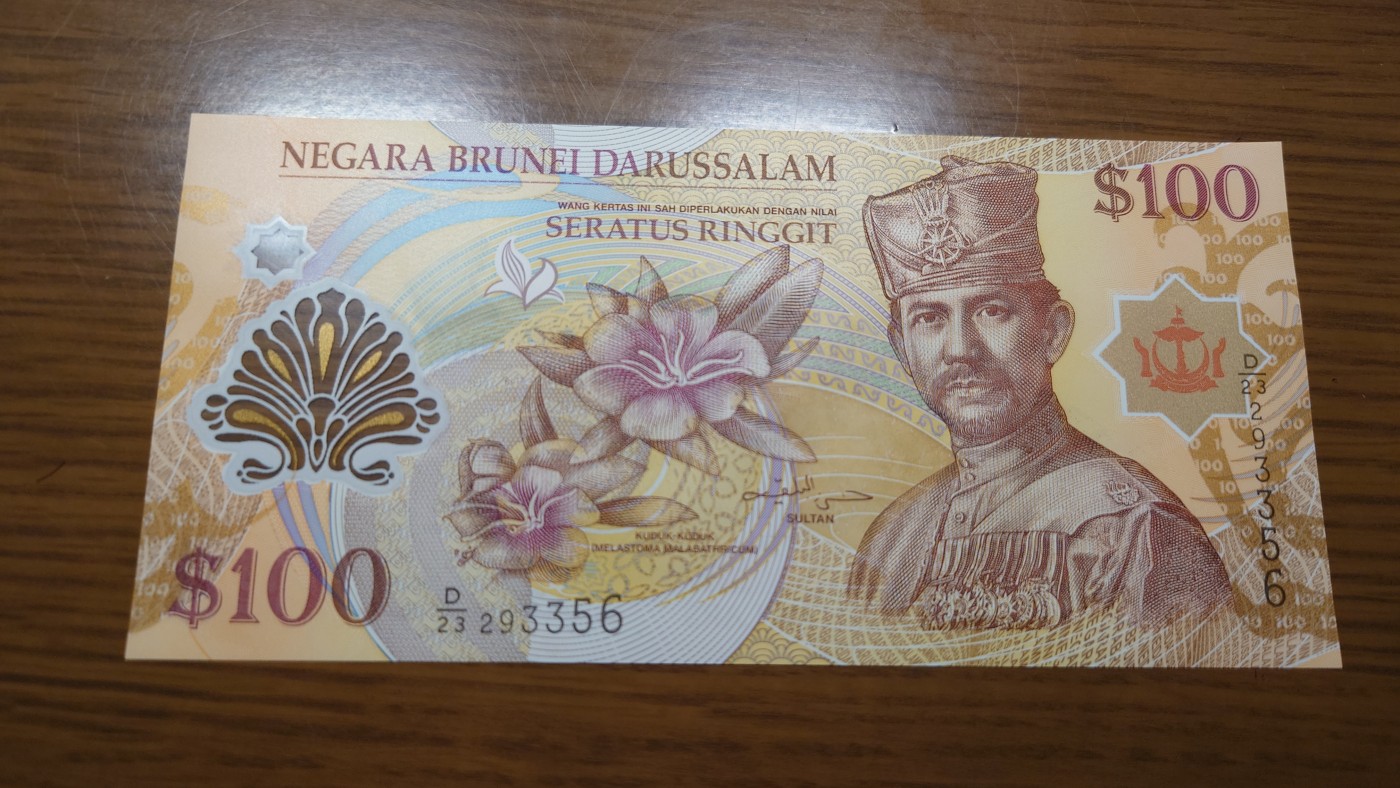 NEGARA BRUNEI DARUSSALAM
$100
WANG KERTAS INI SAH DIPERLAKUKAN DENGAN NILAI
SERATUS RINGGIT
D/23 293356
SULTAN
KUDUK-KUDUK
(MELASTOMA MALABATHRICUM)
$100
D/23 293356